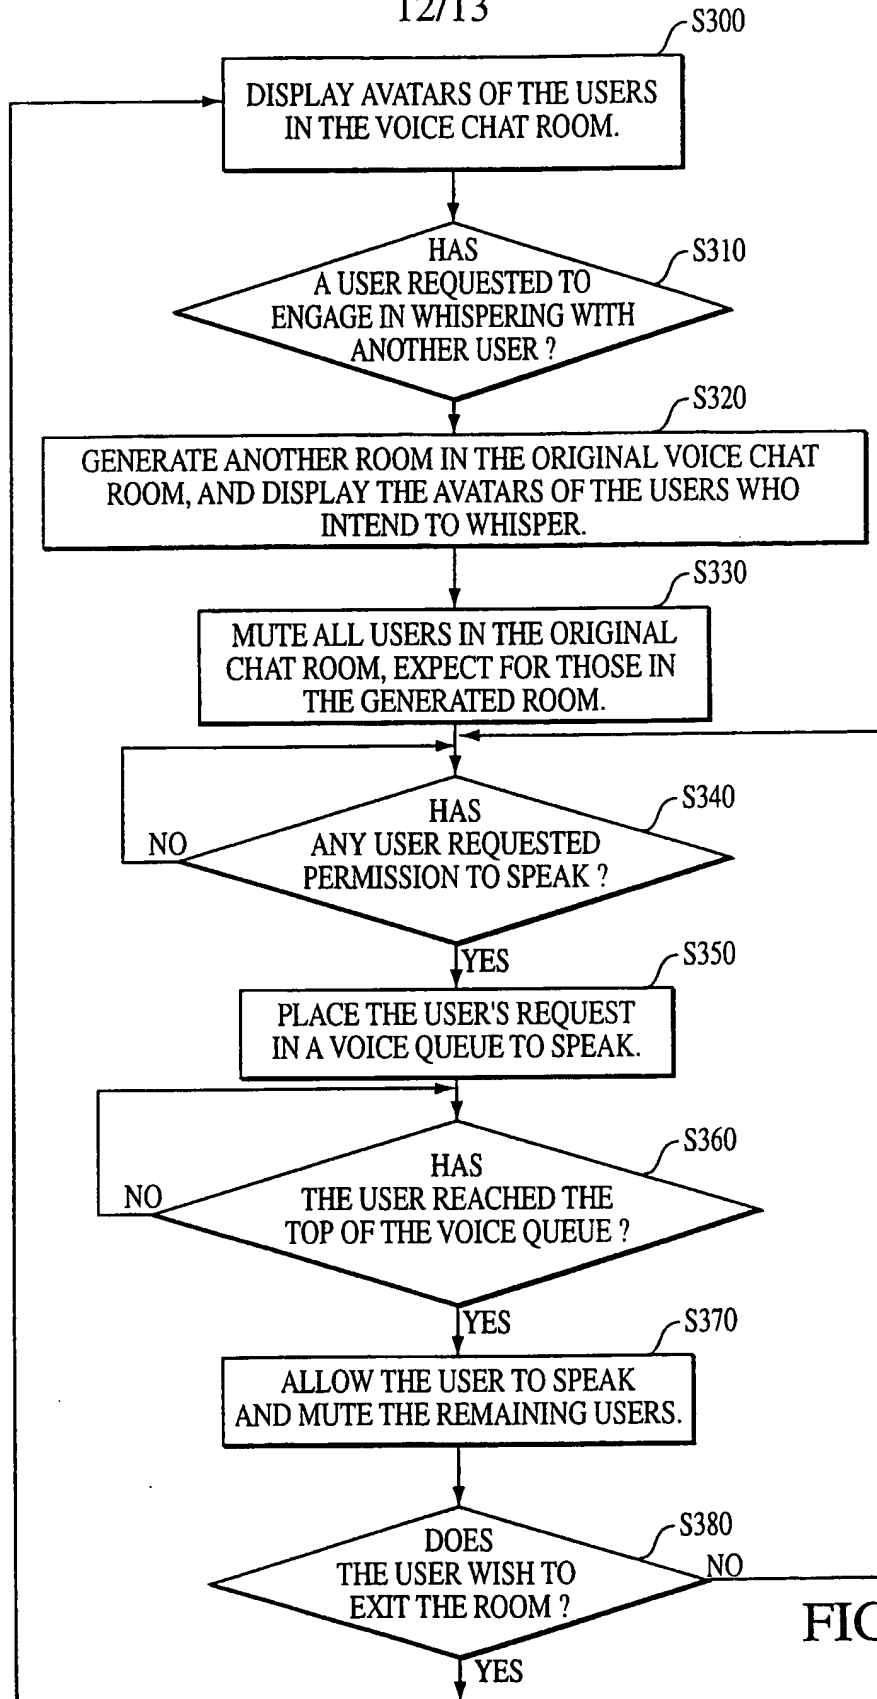 12/13
S300
DISPLAY AVATARS OF THE USERS
IN THE VOICE CHAT ROOM.
S310
HAS
A USER REQUESTED TO
ENGAGE IN WHISPERING WITH
ANOTHER USER ?
S320
GENERATE ANOTHER ROOM IN THE ORIGINAL VOICE CHAT
ROOM, AND DISPLAY THE AVATARS OF THE USERS WHO
INTEND TO WHISPER.
S330
MUTE ALL USERS IN THE ORIGINAL
CHAT ROOM, EXPECT FOR THOSE IN
THE GENERATED ROOM.
S340
HAS
ANY USER REQUESTED
PERMISSION TO SPEAK ?
NO
YES
S350
PLACE THE USER'S REQUEST
IN A VOICE QUEUE TO SPEAK.
S360
HAS
THE USER REACHED THE
TOP OF THE VOICE QUEUE ?
NO
YES
S370
ALLOW THE USER TO SPEAK
AND MUTE THE REMAINING USERS.
S380
DOES
THE USER WISH TO
EXIT THE ROOM ?
NO
YES